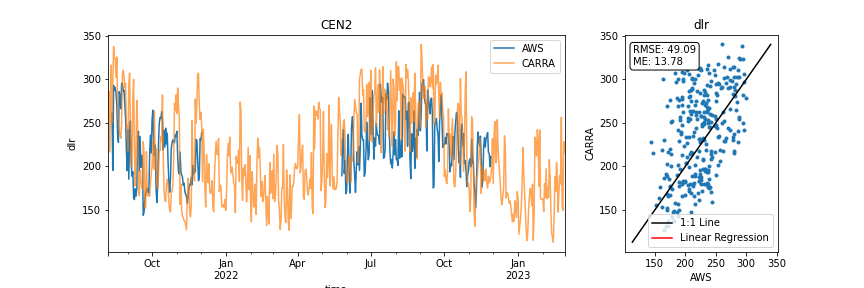 CEN2
350
300
250
200
150
dlr
Oct
Jan
2022
Apr
Jul
Oct
Jan
2023
AWS
CARRA
dlr
350
300
250
200
150
CARRA
RMSE: 49.09
ME: 13.78
1:1 Line
Linear Regression
150
200
250
300
350
AWS